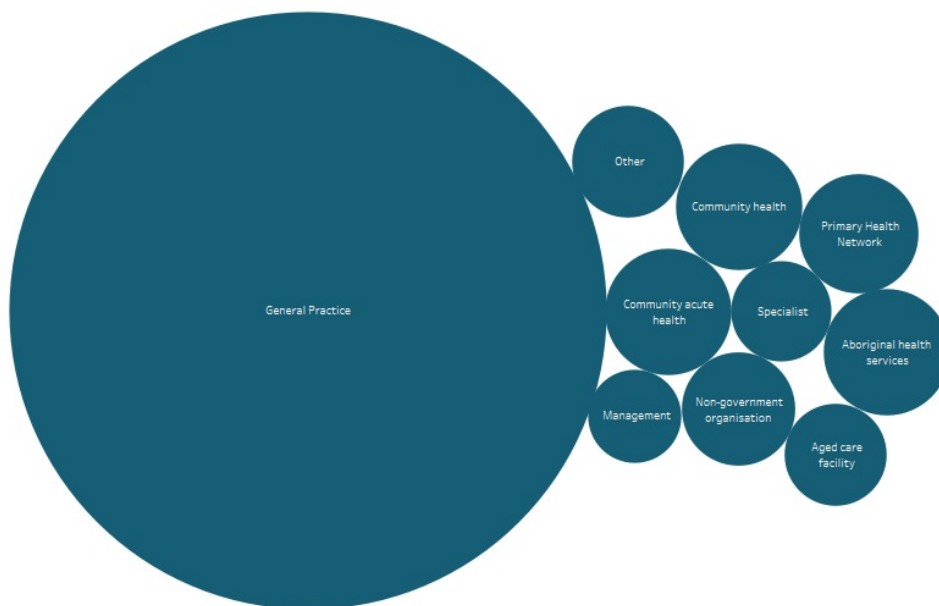 Other
Community health
Primary Health
Network
General Practice
Community acute
health
Specialist
Aboriginal health
services
Management
Non-government
organisation
Aged care
facility